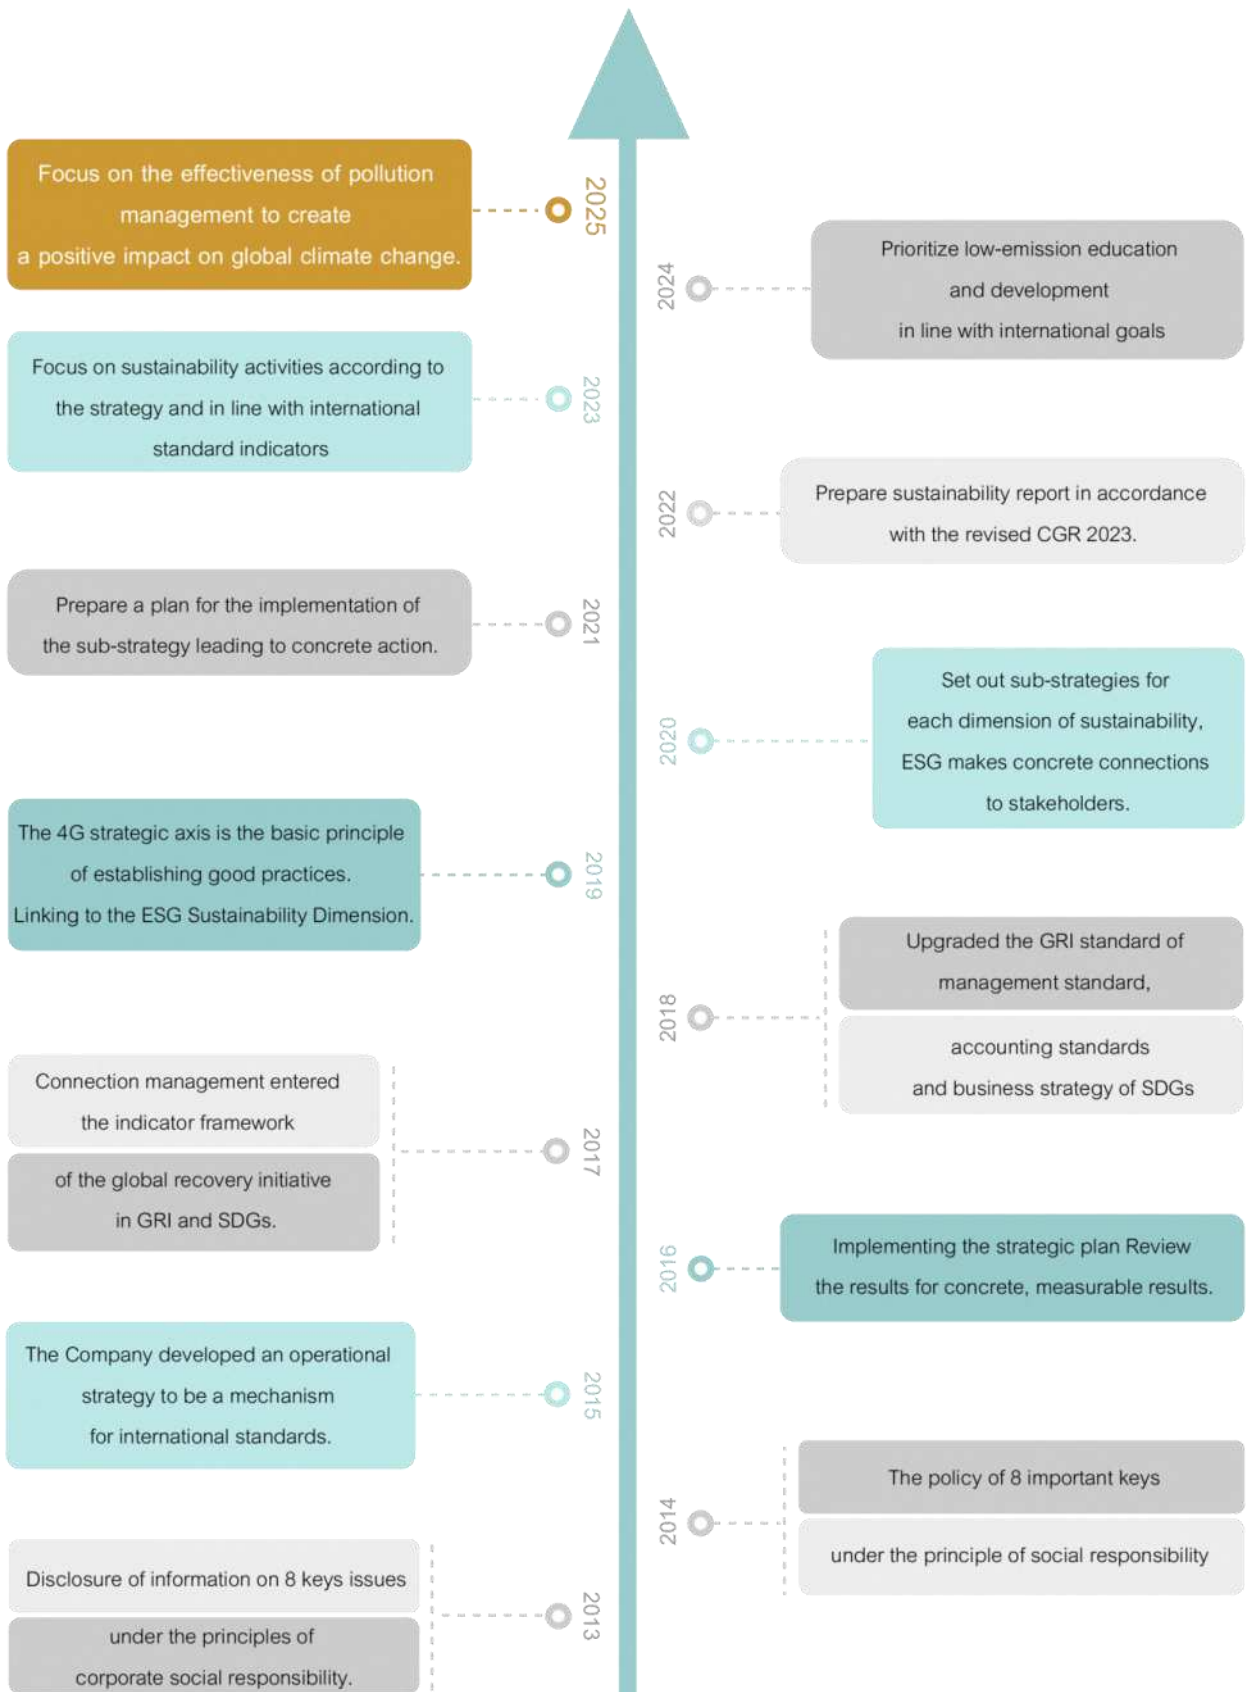 2025
Focus on the effectiveness of pollution
management to create
a positive impact on global climate change.
2024
Prioritize low-emission education
and development
in line with international goals
2023
Focus on sustainability activities according to
the strategy and in line with international
standard indicators
2022
Prepare sustainability report in accordance
with the revised CGR 2023.
2021
Prepare a plan for the implementation of
the sub-strategy leading to concrete action.
2020
Set out sub-strategies for
each dimension of sustainability,
ESG makes concrete connections
to stakeholders.
2019
The 4G strategic axis is the basic principle
of establishing good practices.
Linking to the ESG Sustainability Dimension.
2018
Upgraded the GRI standard of
management standard,
accounting standards
and business strategy of SDGs
2017
Connection management entered
the indicator framework
of the global recovery initiative
in GRI and SDGs.
2016
Implementing the strategic plan Review
the results for concrete, measurable results.
2015
The Company developed an operational
strategy to be a mechanism
for international standards.
2014
The policy of 8 important keys
under the principle of social responsibility
2013
Disclosure of information on 8 keys issues
under the principles of
corporate social responsibility.